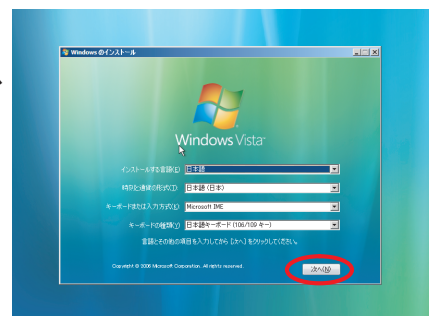 Windows のインストール
Windows Vista™
インストールする言語(E) 日本語
時刻と通貨の形式(T) 日本語 (日本)
キーボードまたは入力方式(K) Microsoft IME
キーボードの種類(Y) 日本語キーボード (106/109 キー)
言語とその他の項目を入力してから [次へ] をクリックしてください。
Copyright © 2006 Microsoft Corporation. All rights reserved.
次へ(N)